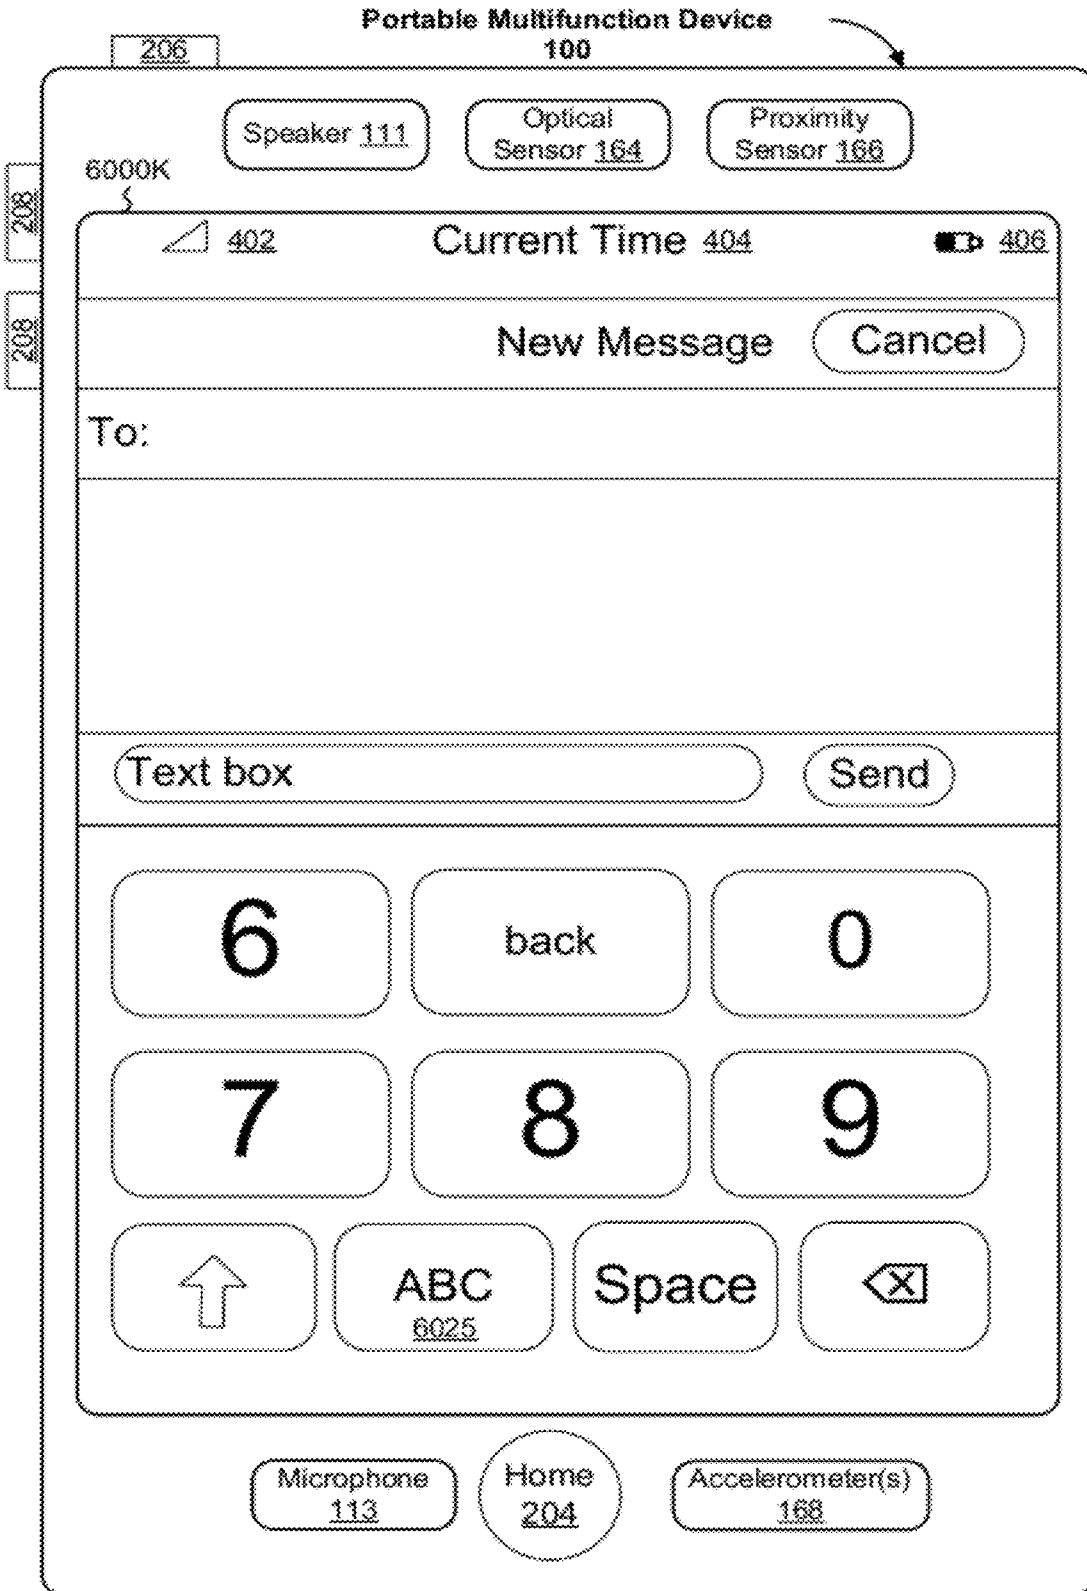 Portable Multifunction Device
100
206
Speaker 111
Optical
Sensor 164
Proximity
Sensor 166
6000K
208
208
402
Current Time 404
406
New Message
Cancel
To:
Text box
Send
6
back
0
7
8
9
ABC
6025
Space
Microphone
113
Home
204
Accelerometer(s)
168